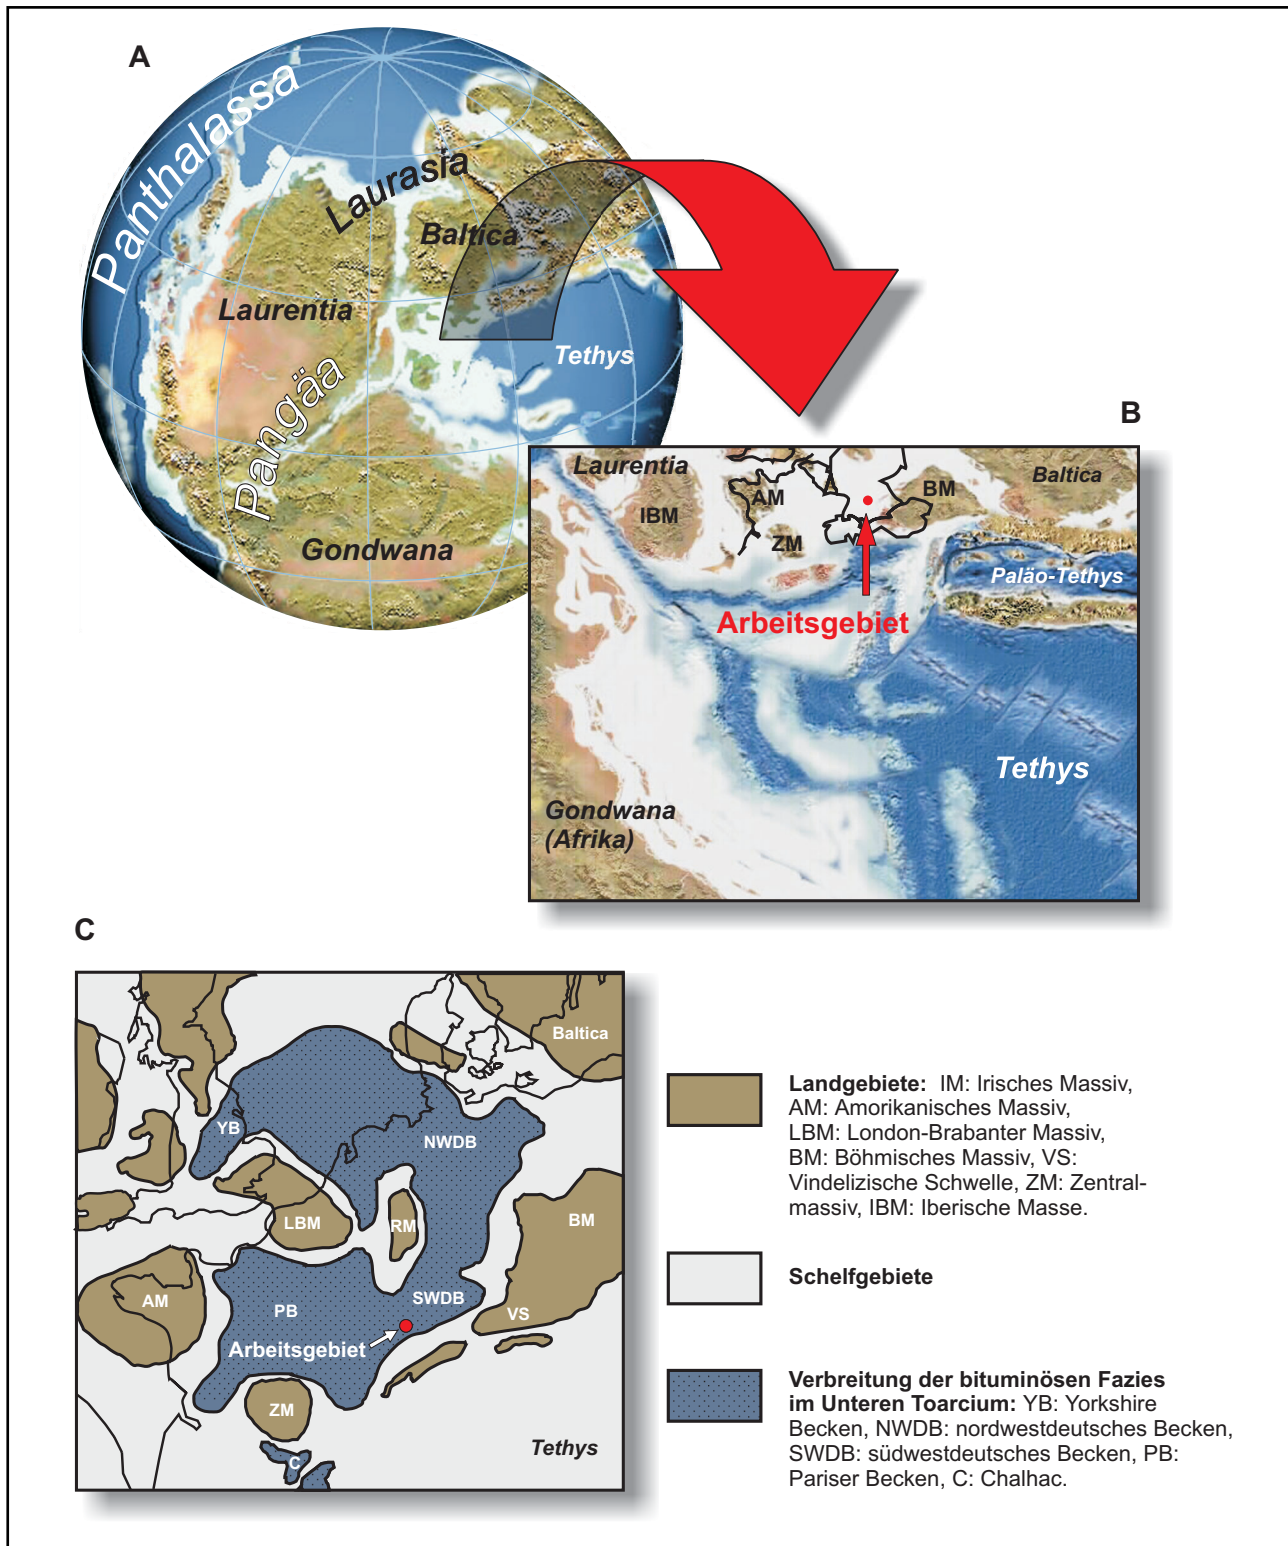 A
Panthalassa
Laurasia
Baltica
Laurentia
Tethys
Pangäa
Gondwana
B
Laurentia
Baltica
AM
BM
IBM
ZM
Paläo-Tethys
Arbeitsgebiet
Tethys
Gondwana
(Afrika)
C
Baltica
YB
NWDB
LBM
RM
BM
AM
PB
SWDB
VS
Arbeitsgebiet
ZM
C
Tethys
Landgebiete: IM: Irisches Massiv,
AM: Amorikanisches Massiv,
LBM: London-Brabanter Massiv,
BM: Böhmisches Massiv, VS:
Vindelizische Schwelle, ZM: Zentral-
massiv, IBM: Iberische Masse.
Schelfgebiete
Verbreitung der bituminösen Fazies
im Unteren Toarcium: YB: Yorkshire
Becken, NWDB: nordwestdeutsches Becken,
SWDB: südwestdeutsches Becken, PB:
Pariser Becken, C: Chalhac.